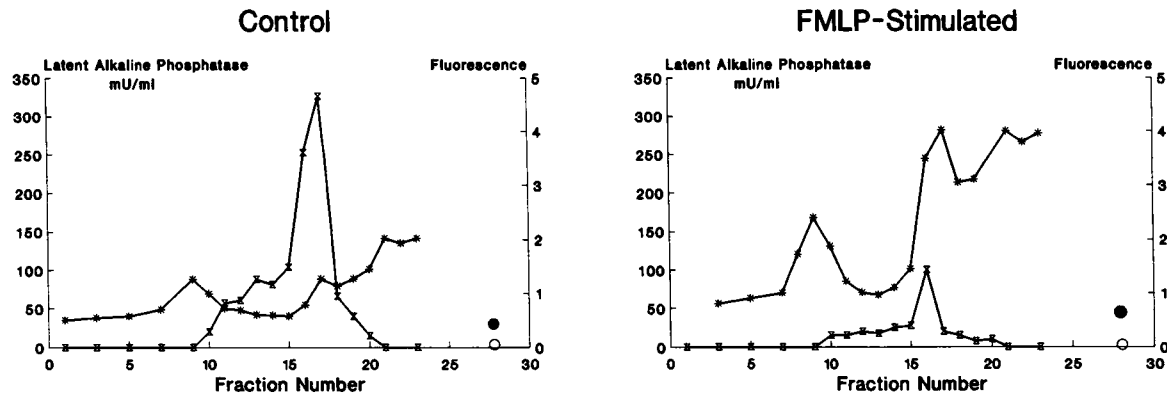 Control
Latent Alkaline Phosphatase
mU/ml
Fluorescence
350
300
250
200
150
100
50
0
5
4
3
2
1
0
0 5 10 15 20 25 30
Fraction Number
FMLP-Stimulated
Latent Alkaline Phosphatase
mU/ml
Fluorescence
350
300
250
200
150
100
50
0
5
4
3
2
1
0
0 5 10 15 20 25 30
Fraction Number